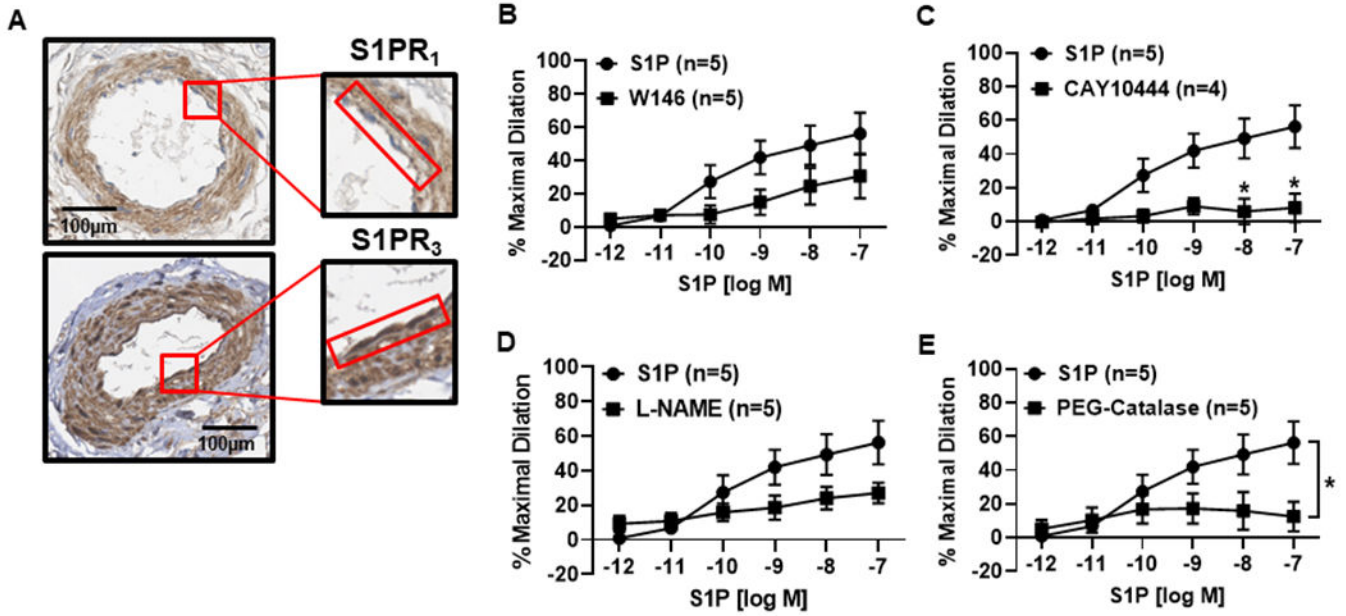 A
S1PR₁
100µm
S1PR₃
100µm
B
S1P (n=5)
W146 (n=5)
% Maximal Dilation
100
80
60
40
20
0
-20
-12 -11 -10 -9 -8 -7
S1P [log M]
C
S1P (n=5)
CAY10444 (n=4)
% Maximal Dilation
100
80
60
40
20
0
-20
* *
-12 -11 -10 -9 -8 -7
S1P [log M]
D
S1P (n=5)
L-NAME (n=5)
% Maximal Dilation
100
80
60
40
20
0
-20
-12 -11 -10 -9 -8 -7
S1P [log M]
E
S1P (n=5)
PEG-Catalase (n=5)
% Maximal Dilation
100
80
60
40
20
0
-20
*
-12 -11 -10 -9 -8 -7
S1P [log M]